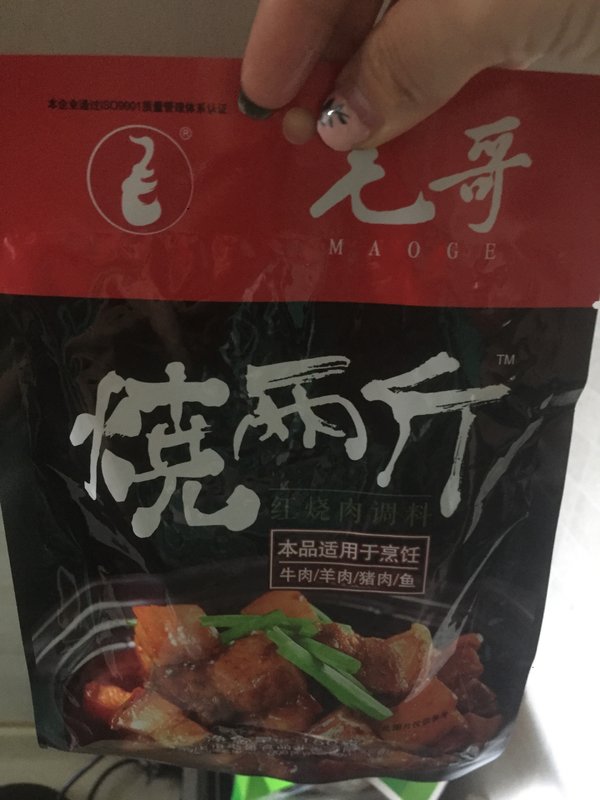 本企业通过ISO9001质量管理体系认证
毛哥
®
MAOGE
烧两斤
TM
红烧肉调料
本品适用于烹饪
牛肉/羊肉/猪肉/鱼